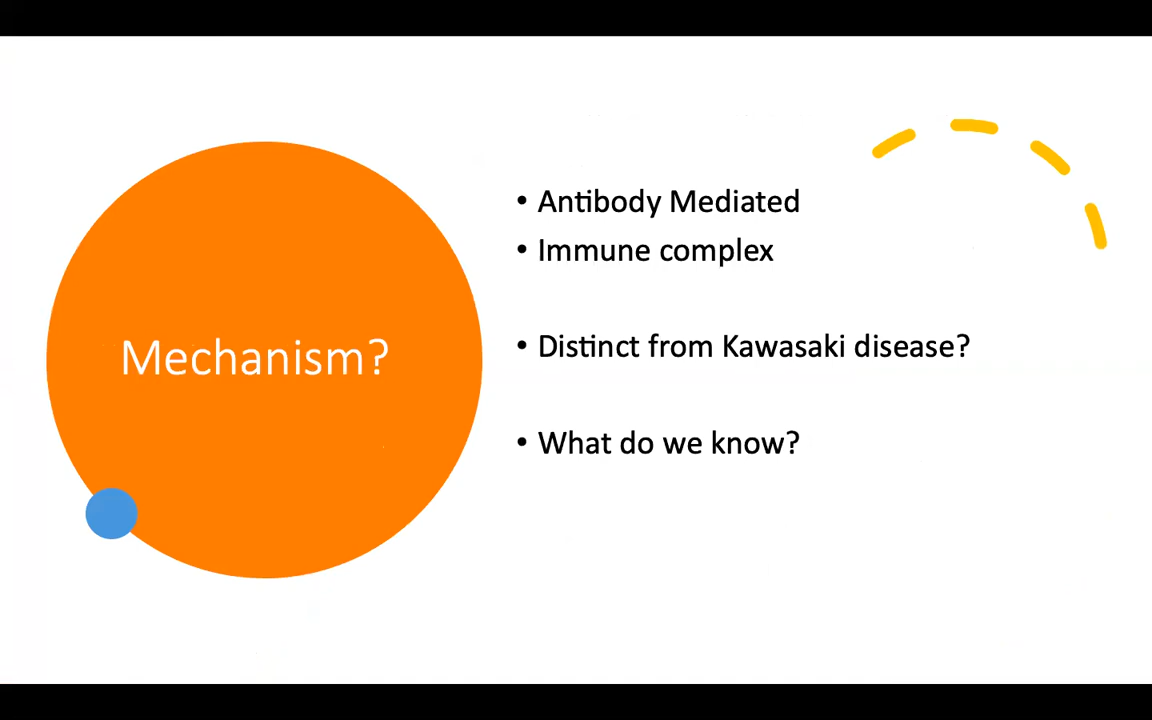 Mechanism?
• Antibody Mediated
• Immune complex
• Distinct from Kawasaki disease?
• What do we know?